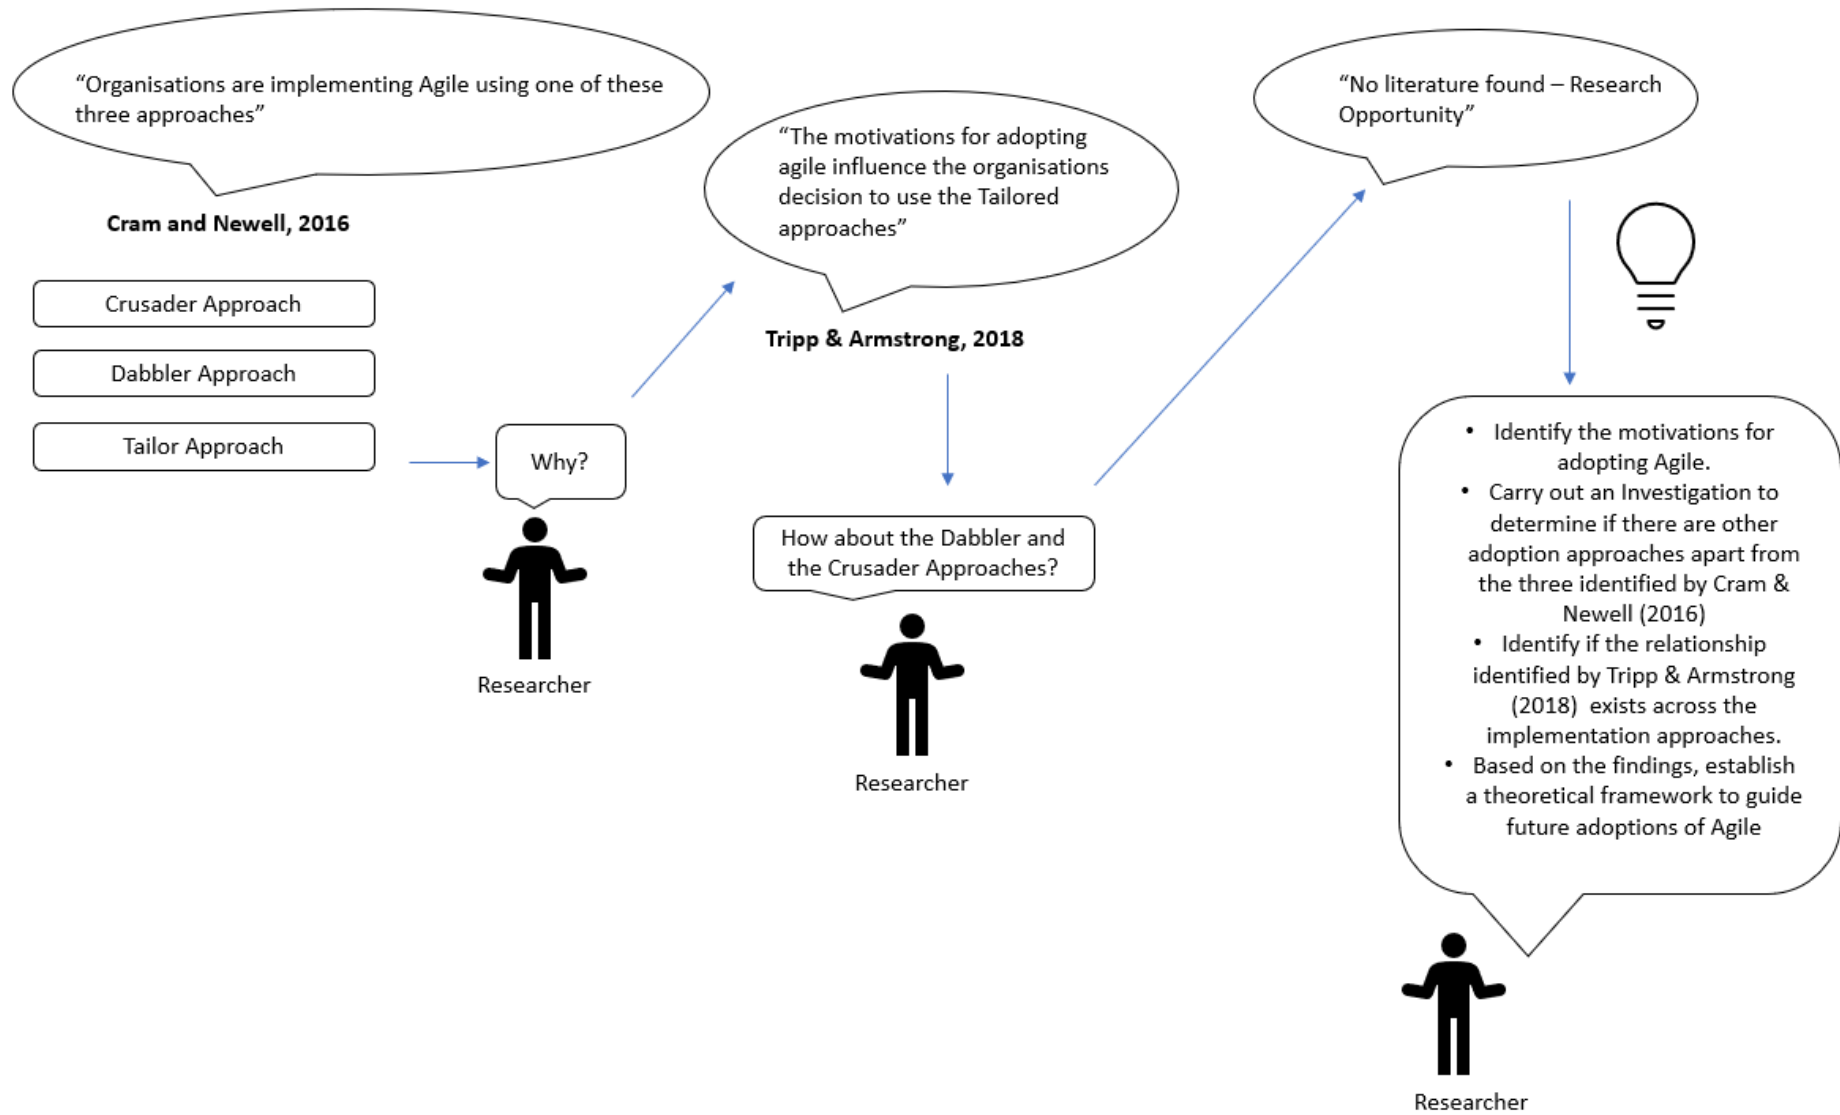 “Organisations are implementing Agile using one of these
three approaches”
Cram and Newell, 2016
Crusader Approach
Dabbler Approach
Tailor Approach
Why?
Researcher
“The motivations for adopting
agile influence the organisations
decision to use the Tailored
approaches”
Tripp & Armstrong, 2018
How about the Dabbler and
the Crusader Approaches?
Researcher
“No literature found – Research
Opportunity”
• Identify the motivations for
adopting Agile.
• Carry out an Investigation to
determine if there are other
adoption approaches apart from
the three identified by Cram &
Newell (2016)
• Identify if the relationship
identified by Tripp & Armstrong
(2018) exists across the
implementation approaches.
• Based on the findings, establish
a theoretical framework to guide
future adoptions of Agile
Researcher